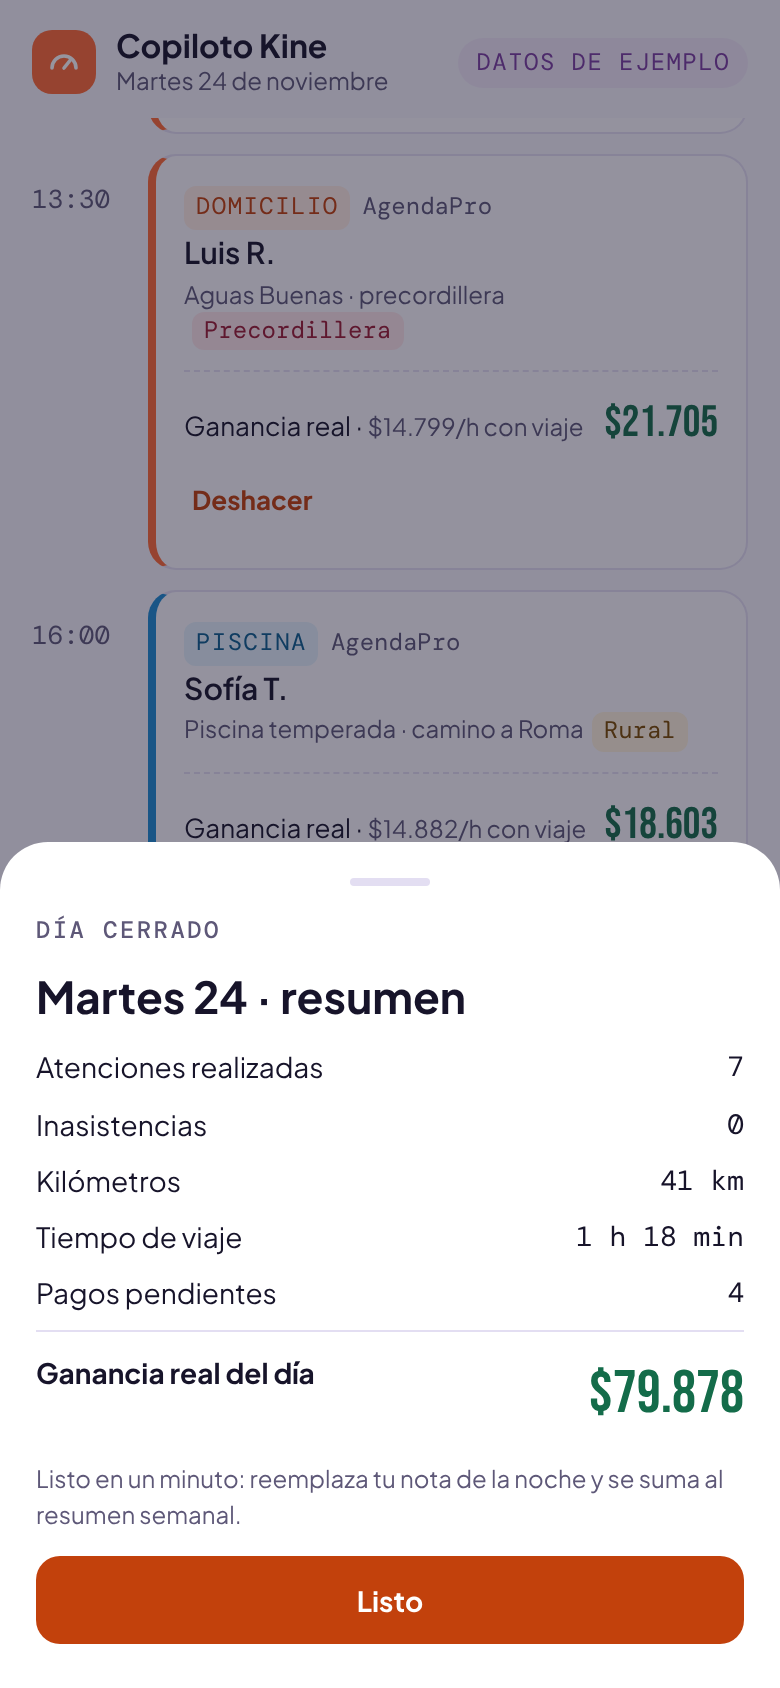 Copiloto Kine
Martes 24 de noviembre
DATOS DE EJEMPLO
13:30
DOMICILIO AgendaPro
Luis R.
Aguas Buenas · precordillera
Precordillera
Ganancia real · $14.799/h con viaje $21.705
Deshacer
16:00
PISCINA AgendaPro
Sofía T.
Piscina temperada · camino a Roma Rural
Ganancia real · $14.882/h con viaje $18.603
DÍA CERRADO
Martes 24 · resumen
Atenciones realizadas 7
Inasistencias 0
Kilómetros 41 km
Tiempo de viaje 1 h 18 min
Pagos pendientes 4
Ganancia real del día $79.878
Listo en un minuto: reemplaza tu nota de la noche y se suma al
resumen semanal.
Listo